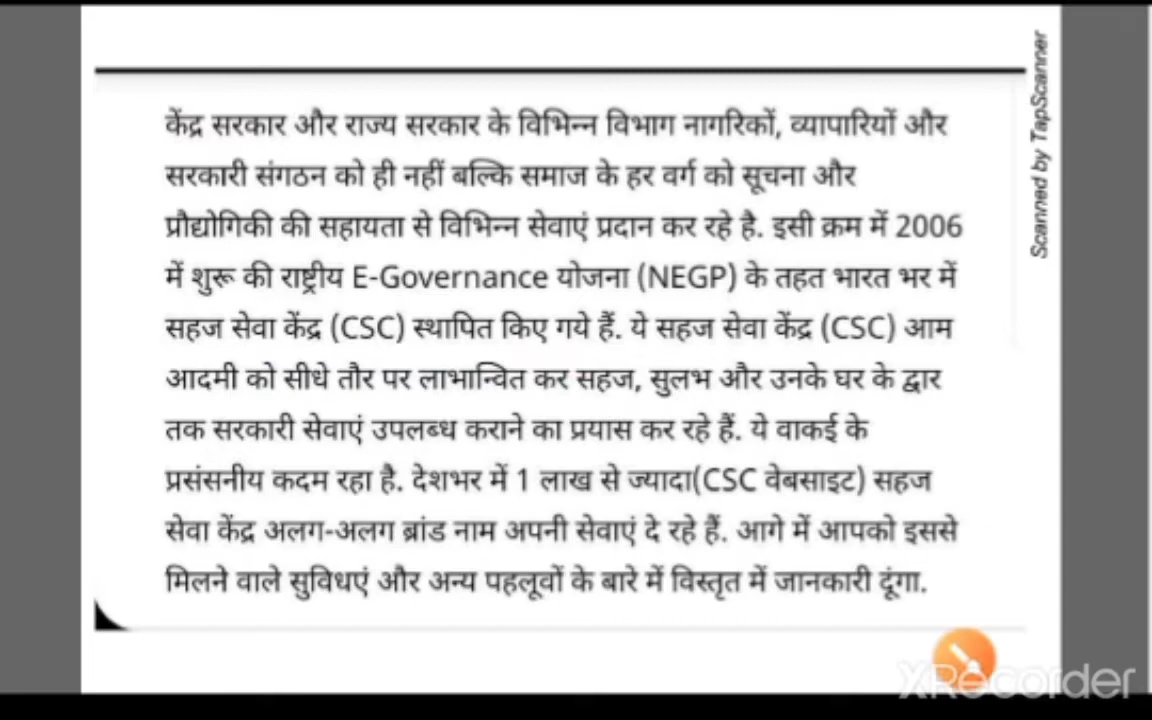 केंद्र सरकार और राज्य सरकार के विभिन्न विभाग नागरिकों, व्यापारियों और
सरकारी संगठन को ही नहीं बल्कि समाज के हर वर्ग को सूचना और
प्रौद्योगिकी की सहायता से विभिन्न सेवाएं प्रदान कर रहे है. इसी क्रम में 2006
में शुरू की राष्ट्रीय E-Governance योजना (NEGP) के तहत भारत भर में
सहज सेवा केंद्र (CSC) स्थापित किए गये हैं. ये सहज सेवा केंद्र (CSC) आम
आदमी को सीधे तौर पर लाभान्वित कर सहज, सुलभ और उनके घर के द्वार
तक सरकारी सेवाएं उपलब्ध कराने का प्रयास कर रहे हैं. ये वाकई के
प्रसंसनीय कदम रहा है. देशभर में 1 लाख से ज्यादा(CSC वेबसाइट) सहज
सेवा केंद्र अलग-अलग ब्रांड नाम अपनी सेवाएं दे रहे हैं. आगे में आपको इससे
मिलने वाले सुविधएं और अन्य पहलूवों के बारे में विस्तृत में जानकारी दूंगा.
Scanned by TapScanner
XRecorder